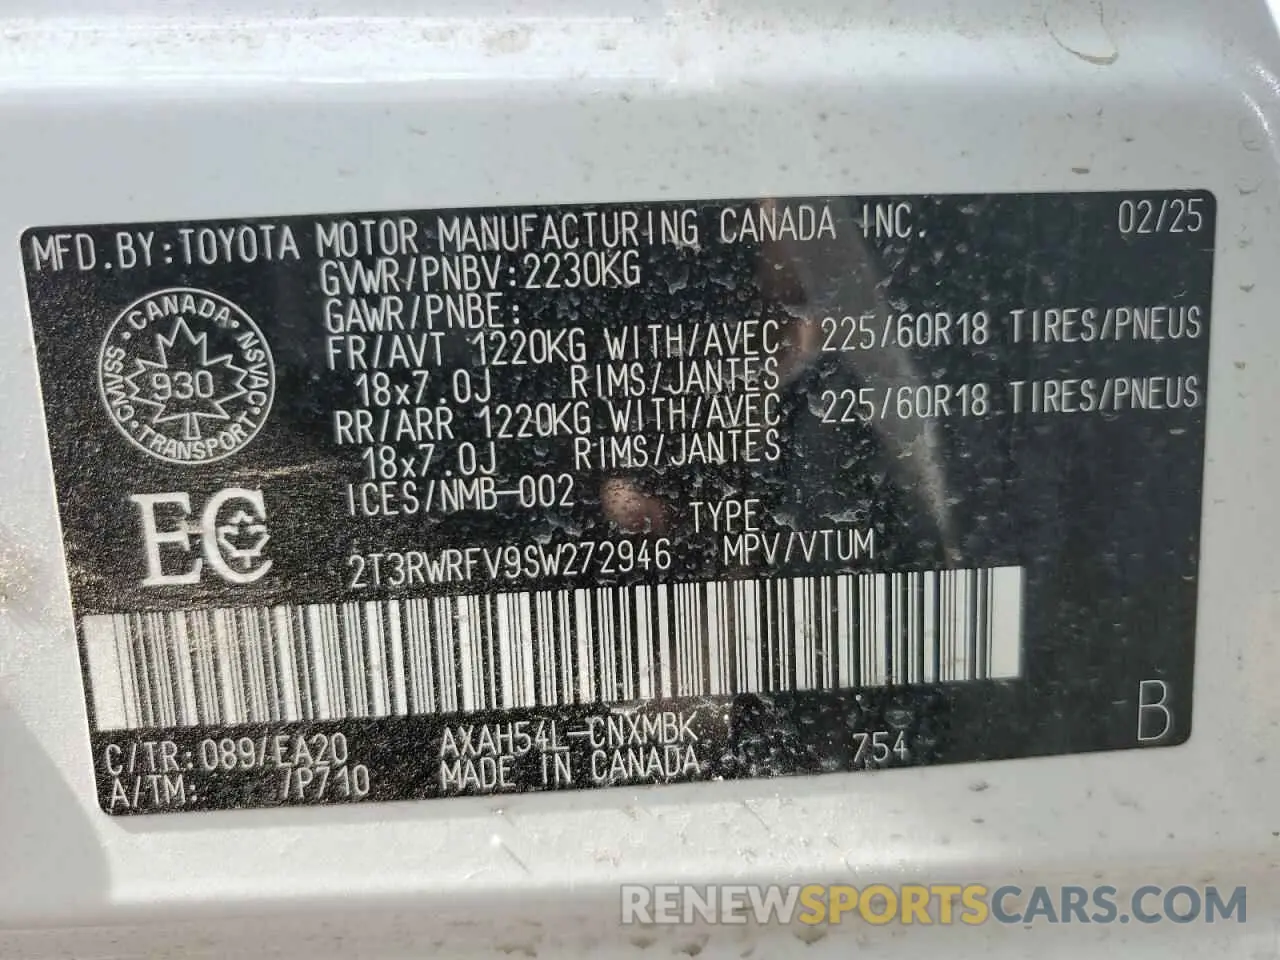 MFD.BY:TOYOTA MOTOR MANUFACTURING CANADA INC. 02/25
GVWR/PNBV:2230KG
GAWR/PNBE:
FR/AVT 1220KG WITH/AVEC 225/60R18 TIRES/PNEUS
18x7.0J RIMS/JANTES
RR/ARR 1220KG WITH/AVEC 225/60R18 TIRES/PNEUS
18x7.0J RIMS/JANTES
ICES/NMB-002
CANADA · NSVAC · TRANSPORT · CMVSS
930
EC
TYPE
2T3RWRFV9SW272946 MPV/VTUM
C/TR:089/EA20 AXAH54L-CNXMBK 754 B
A/TM: /P710 MADE IN CANADA
RENEWSPORTSCARS.COM